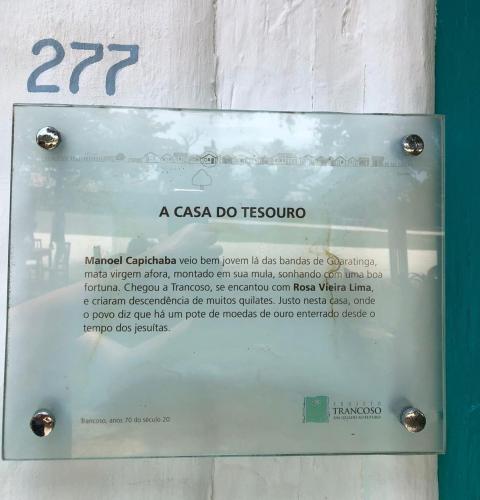 277
A CASA DO TESOURO
Manoel Capichaba veio bem jovem lá das bandas de Guaratinga,
mata virgem afora, montado em sua mula, sonhando com uma boa
fortuna. Chegou a Trancoso, se encantou com Rosa Vieira Lima,
e criaram descendência de muitos quilates. Justo nesta casa, onde
o povo diz que há um pote de moedas de ouro enterrado desde o
tempo dos jesuítas.
Trancoso, anos 70 do século 20
PROJETO
TRANCOSO